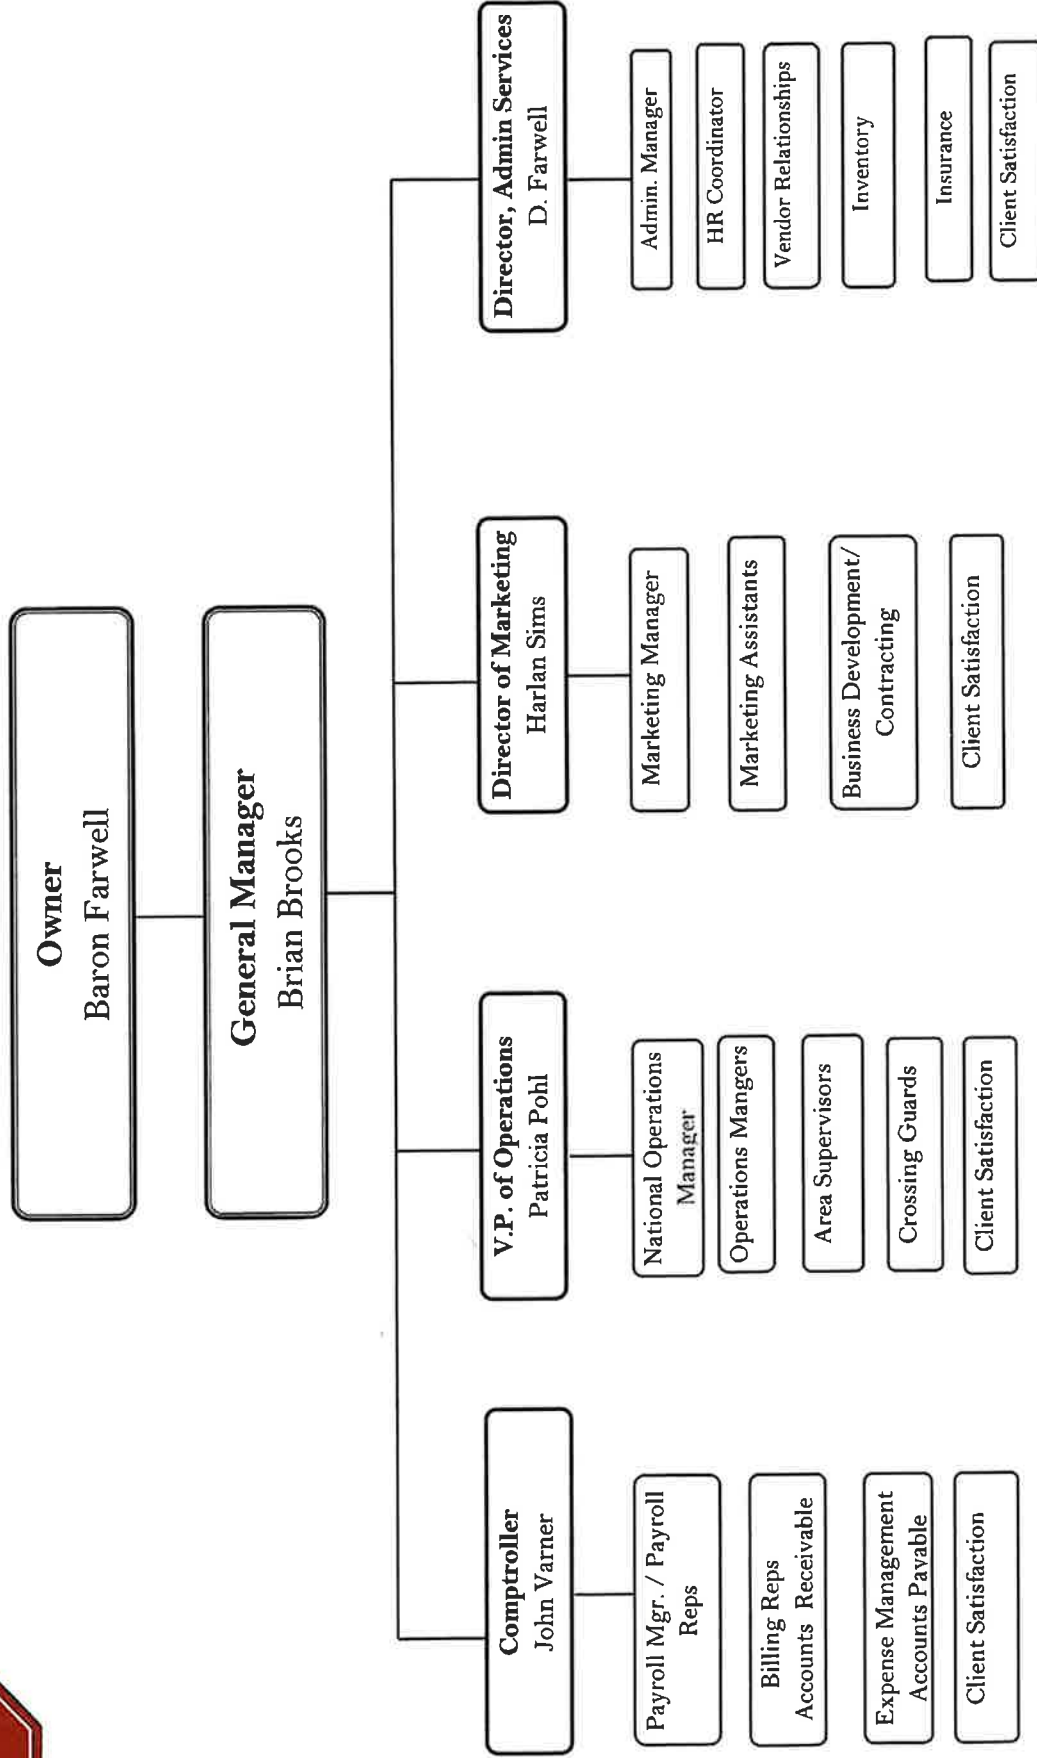 Owner
Baron Farwell
General Manager
Brian Brooks
Comptroller
John Varner
Payroll Mgr. / Payroll
Reps
Billing Reps
Accounts Receivable
Expense Management
Accounts Payable
Client Satisfaction
V.P. of Operations
Patricia Pohl
National Operations
Manager
Operations Mangers
Area Supervisors
Crossing Guards
Client Satisfaction
Director of Marketing
Harlan Sims
Marketing Manager
Marketing Assistants
Business Development/
Contracting
Client Satisfaction
Director, Admin Services
D. Farwell
Admin. Manager
HR Coordinator
Vendor Relationships
Inventory
Insurance
Client Satisfaction